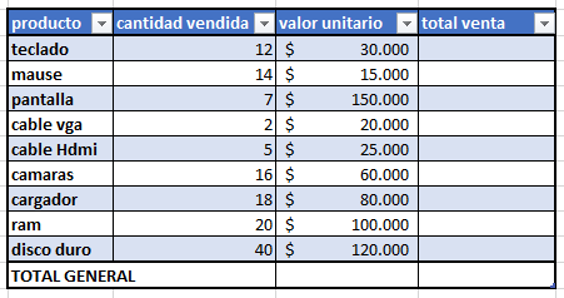 producto cantidad vendida valor unitario total venta
teclado 12 $ 30.000
mause 14 $ 15.000
pantalla 7 $ 150.000
cable vga 2 $ 20.000
cable Hdmi 5 $ 25.000
camaras 16 $ 60.000
cargador 18 $ 80.000
ram 20 $ 100.000
disco duro 40 $ 120.000
TOTAL GENERAL